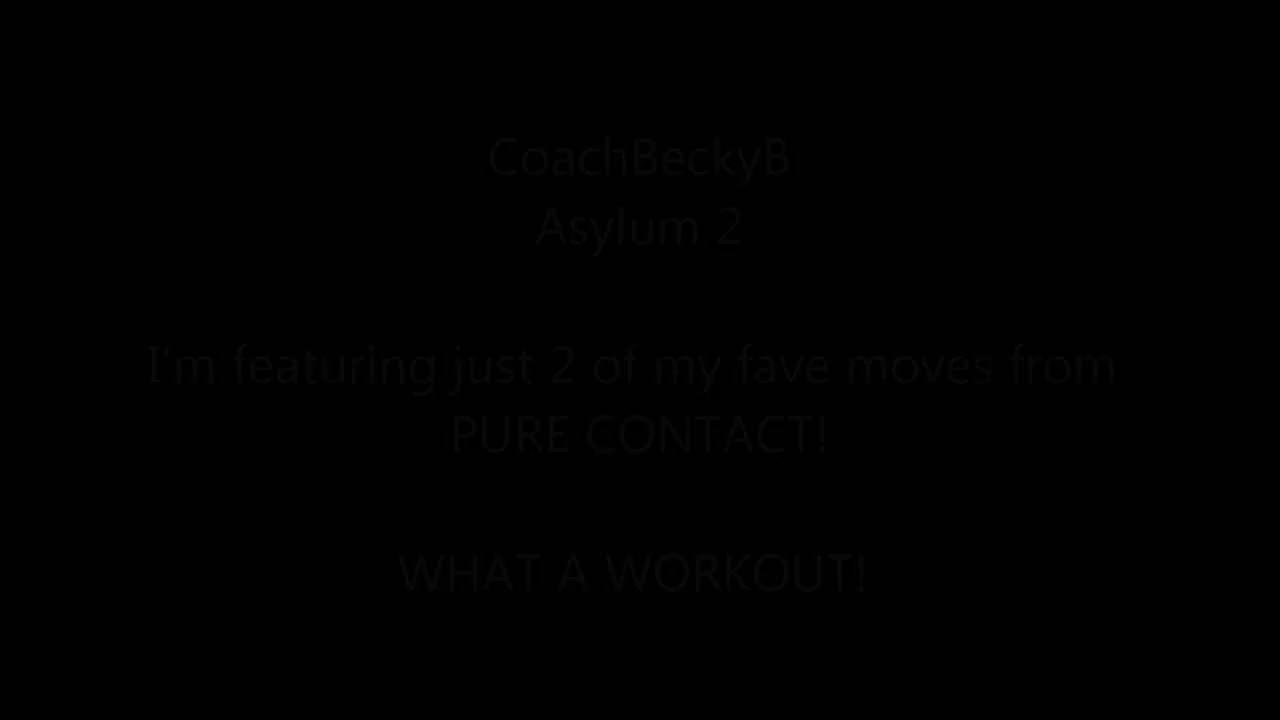 CoachBeckyB
Asylum 2
I'm featuring just 2 of my fave moves from
PURE CONTACT!
WHAT A WORKOUT!